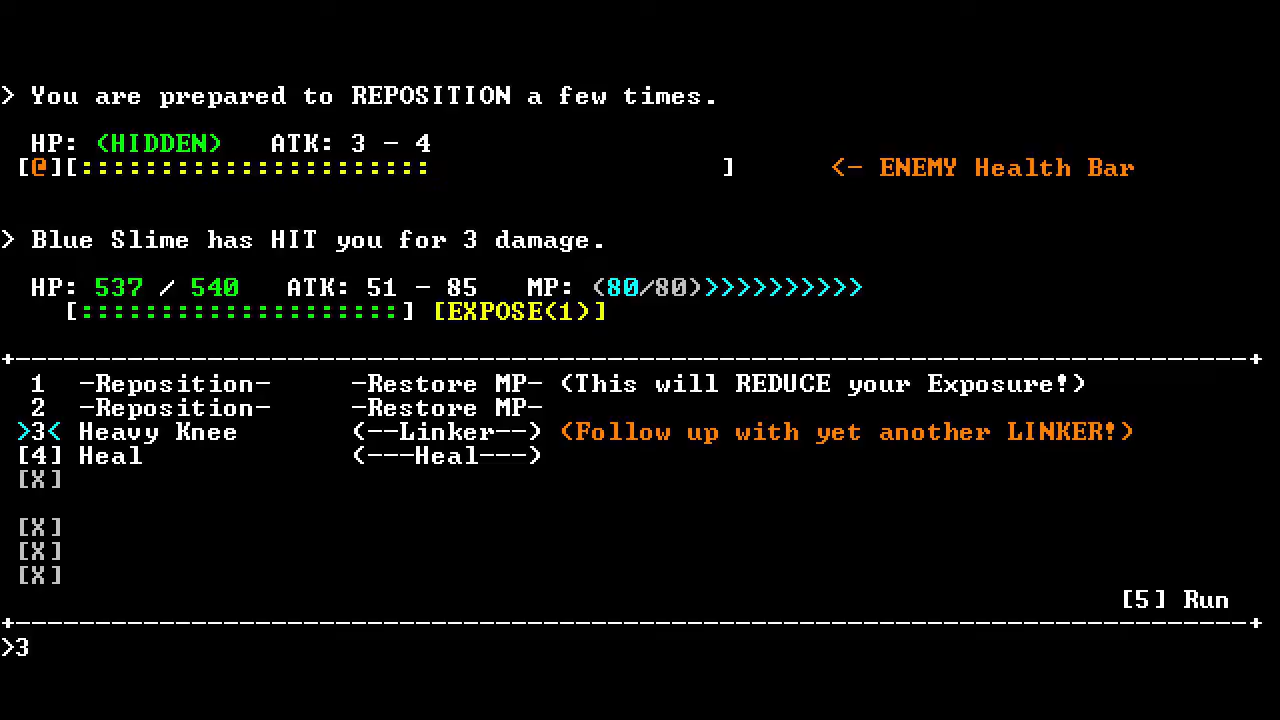 > You are prepared to REPOSITION a few times.
HP: (HIDDEN)   ATK: 3 - 4
[@][::::::::::::::::::::::                  ]      <- ENEMY Health Bar
> Blue Slime has HIT you for 3 damage.
HP: 537 / 540   ATK: 51 - 85   MP: (80/80)>>>>>>>>>>
[::::::::::::::::::::] [EXPOSE(1)]
+------------------------------------------------------------------------------+
1  -Reposition-     -Restore MP- (This will REDUCE your Exposure!)
2  -Reposition-     -Restore MP-
>3< Heavy Knee       (--Linker--) (Follow up with yet another LINKER!)
[4] Heal             (---Heal---)
[X]
[X]
[X]
[X]
[5] Run
+------------------------------------------------------------------------------+
>3